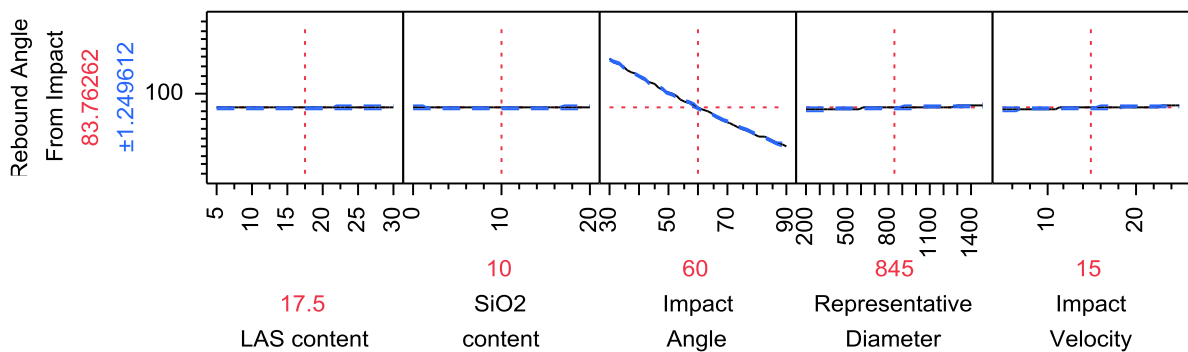 Rebound Angle
From Impact
83.76262
±1.249612
100
5 10 15 20 25 30
0 10 20
30 50 70 90
200 500 800 1100 1400
10 20
17.5
LAS content
10
SiO2
content
60
Impact
Angle
845
Representative
Diameter
15
Impact
Velocity